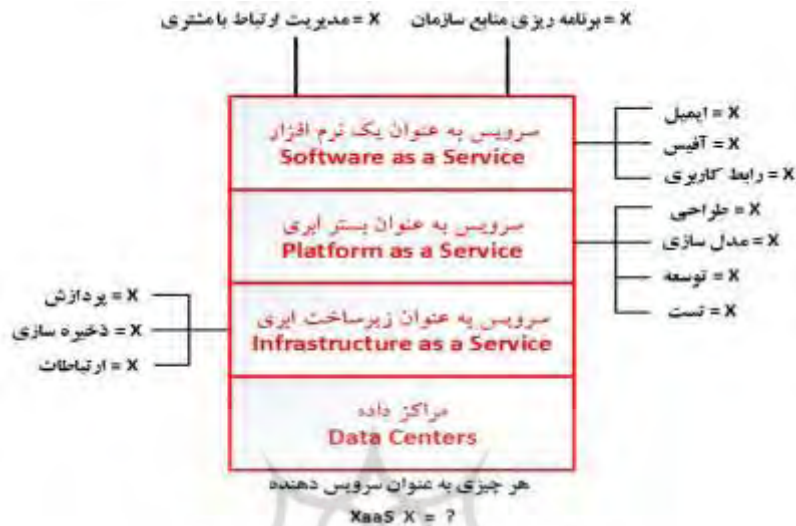 X = برنامه ریزی منابع سازمان
X = مدیریت ارتباط با مشتری
سرویس به عنوان یک نرم افزار
Software as a Service
X = ایمیل
X = آفیس
X = رابط کاربری
سرویس به عنوان بستر ابری
Platform as a Service
X = طراحی
X = مدل سازی
X = توسعه
X = تست
سرویس به عنوان زیرساخت ابری
Infrastructure as a Service
X = پردازش
X = ذخیره سازی
X = ارتباطات
مراکز داده
Data Centers
هر چیزی به عنوان سرویس دهنده
XaaS X = ?